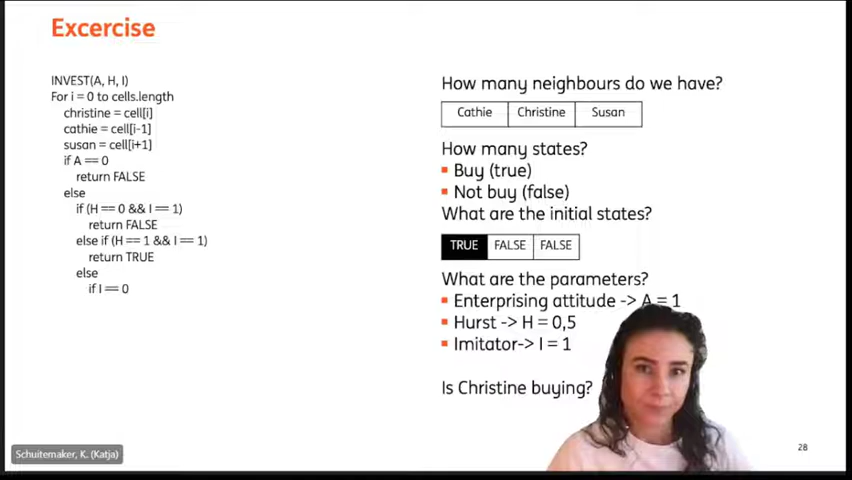 Excercise
INVEST(A, H, I)
For i = 0 to cells.length
christine = cell[i]
cathie = cell[i-1]
susan = cell[i+1]
if A == 0
return FALSE
else
if (H == 0 && I == 1)
return FALSE
else if (H == 1 && I == 1)
return TRUE
else
if I == 0
How many neighbours do we have?
Cathie Christine Susan
How many states?
Buy (true)
Not buy (false)
What are the initial states?
TRUE FALSE FALSE
What are the parameters?
Enterprising attitude -> A = 1
Hurst -> H = 0,5
Imitator-> I = 1
Is Christine buying?
Schuitemaker, K. (Katja)
28